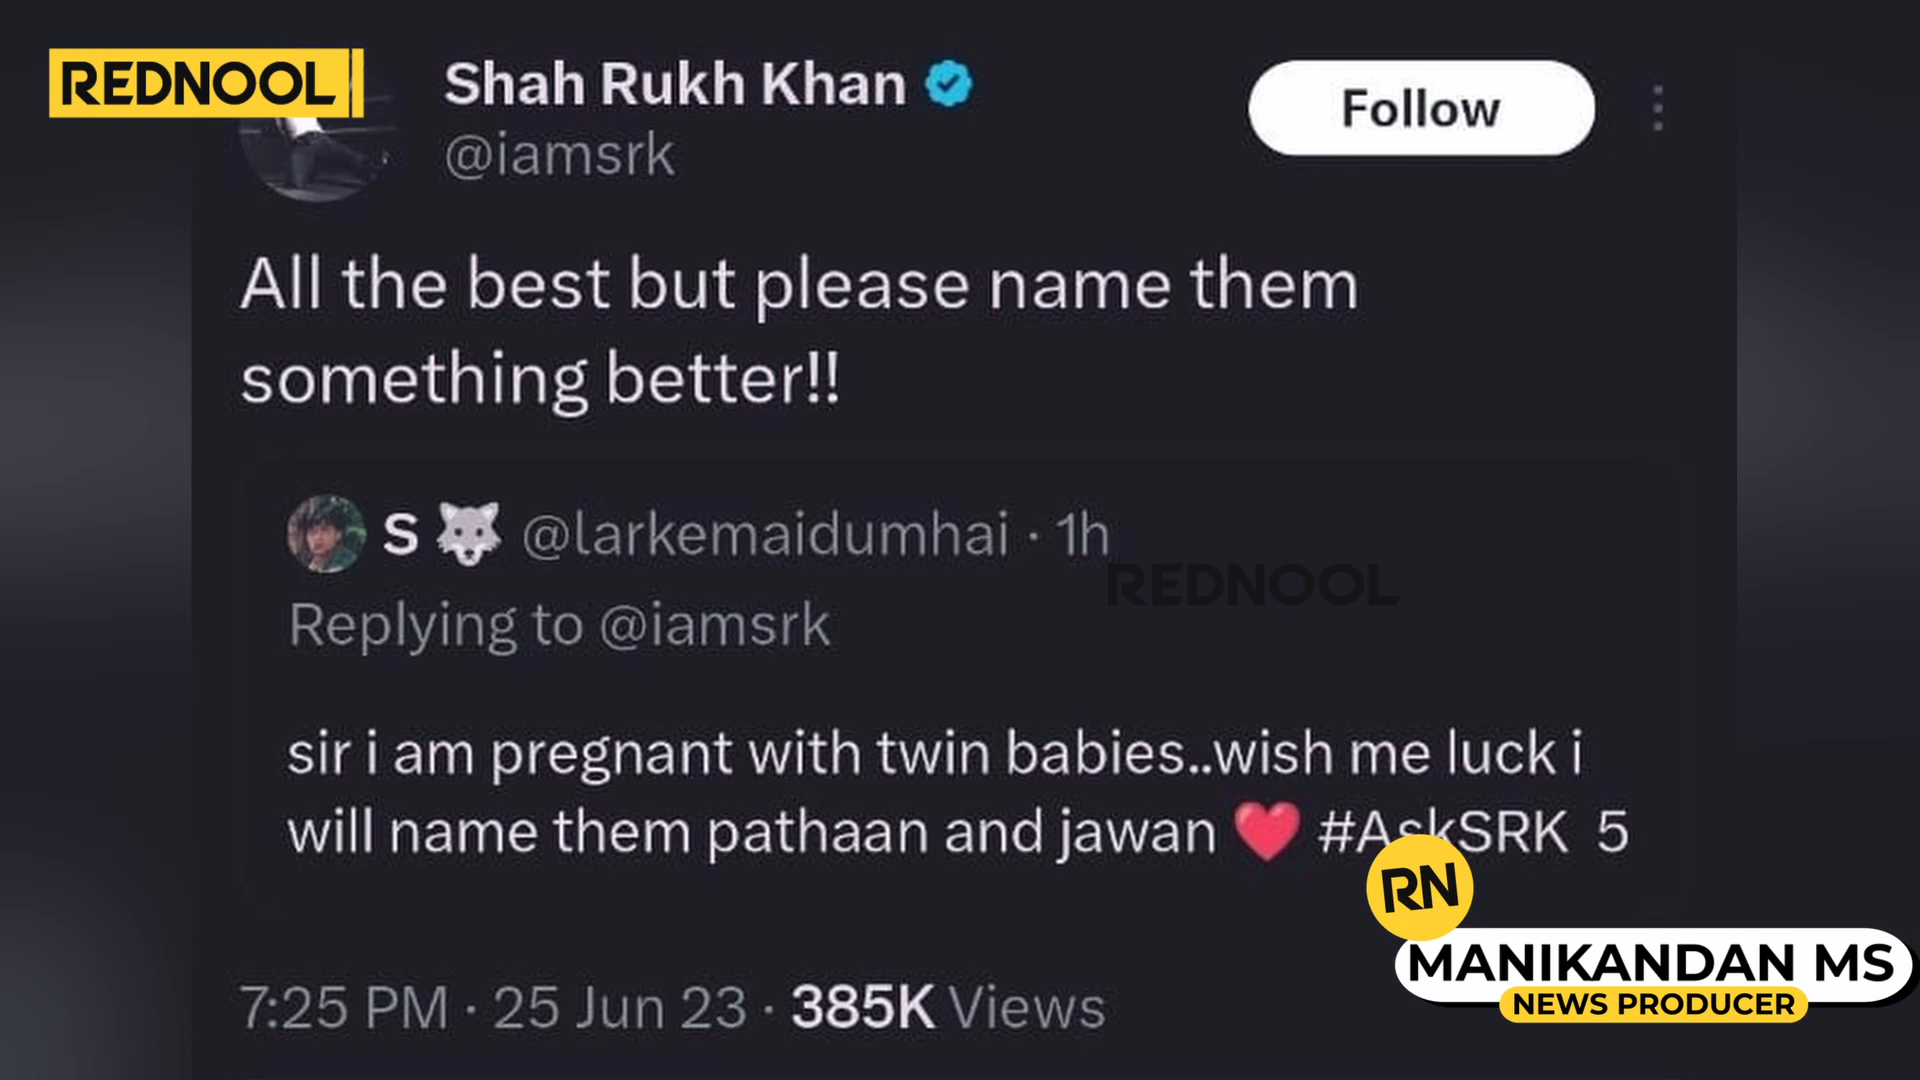 REDNOOL
Shah Rukh Khan
@iamsrk
Follow
All the best but please name them
something better!!
S 🐺 @larkemaidumhai · 1h
REDNOOL
Replying to @iamsrk
sir i am pregnant with twin babies..wish me luck i
will name them pathaan and jawan ❤️ #AskSRK 5
RN
MANIKANDAN MS
NEWS PRODUCER
7:25 PM · 25 Jun 23 · 385K Views